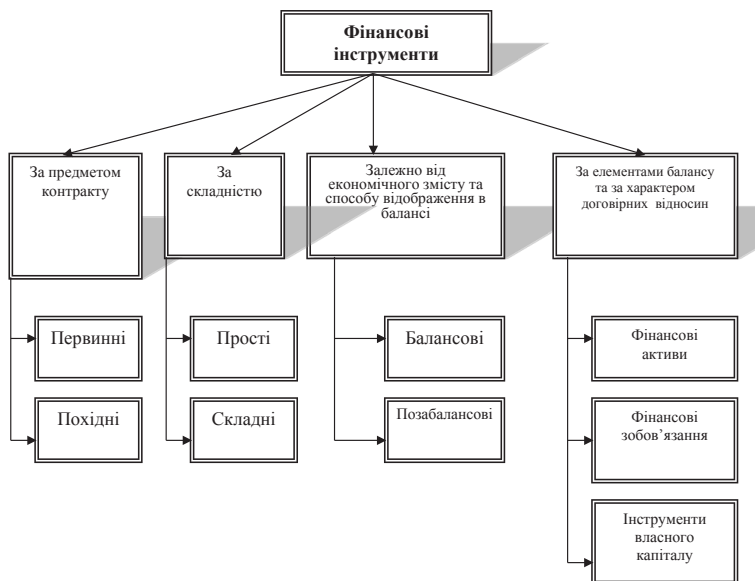 Фінансові
інструменти
За предметом
контракту
За
складністю
Залежно від
економічного змісту та
способу відображення в
балансі
За елементами балансу
та за характером
договірних відносин
Первинні
Похідні
Прості
Складні
Балансові
Позабалансові
Фінансові
активи
Фінансові
зобов’язання
Інструменти
власного
капіталу